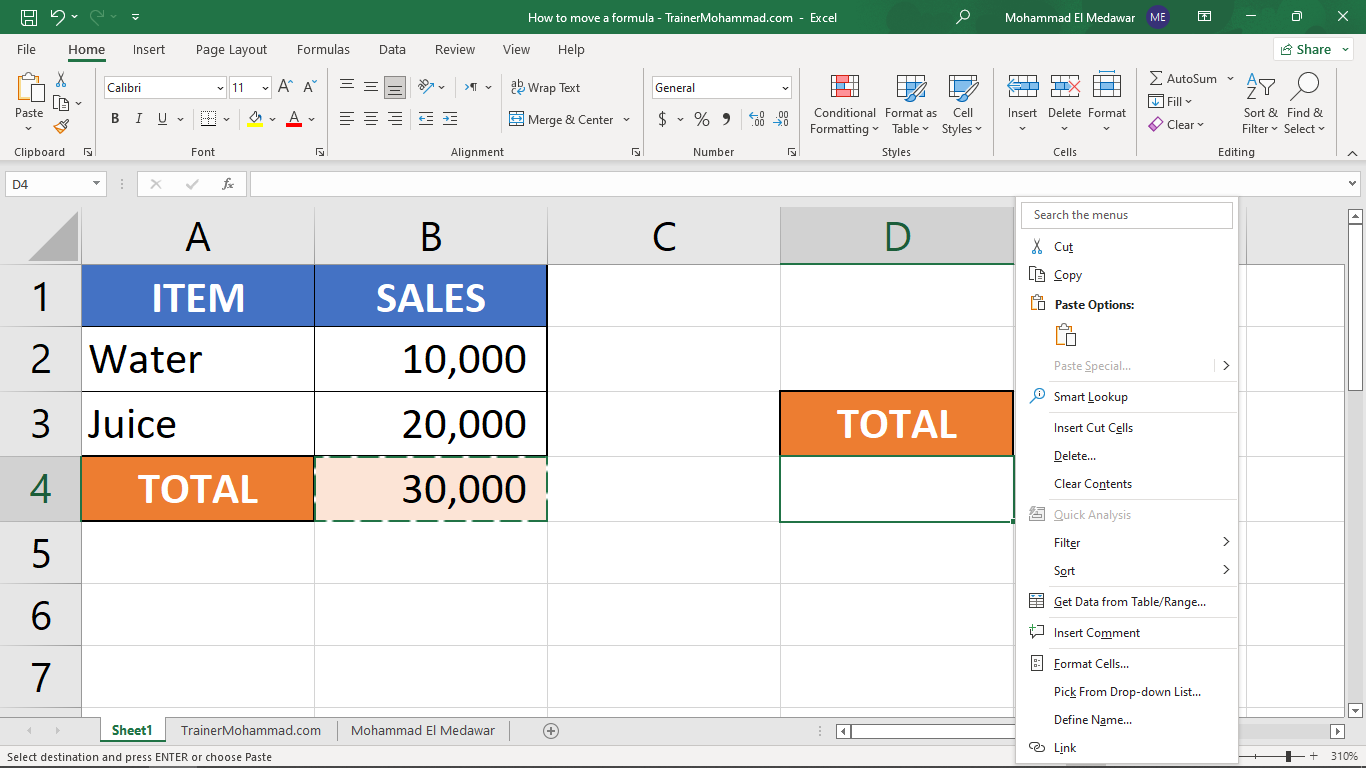 How to move a formula - TrainerMohammad.com - Excel
Mohammad El Medawar ME
File Home Insert Page Layout Formulas Data Review View Help Share
Paste
Clipboard
Calibri 11 A A
B I U A
Font
ab Wrap Text
Merge & Center
Alignment
General
$ % 9 .00 .00
Number
Conditional Formatting
Format as Table
Cell Styles
Styles
Insert Delete Format
Cells
AutoSum
Fill
Clear
Sort & Filter
Find & Select
Editing
D4 fx
A B C D
1 ITEM SALES
2 Water 10,000
3 Juice 20,000 TOTAL
4 TOTAL 30,000
5
6
7
Search the menus
Cut
Copy
Paste Options:
Paste Special...
Smart Lookup
Insert Cut Cells
Delete...
Clear Contents
Quick Analysis
Filter
Sort
Get Data from Table/Range...
Insert Comment
Format Cells...
Pick From Drop-down List...
Define Name...
Link
Sheet1 TrainerMohammad.com Mohammad El Medawar
Select destination and press ENTER or choose Paste
310%